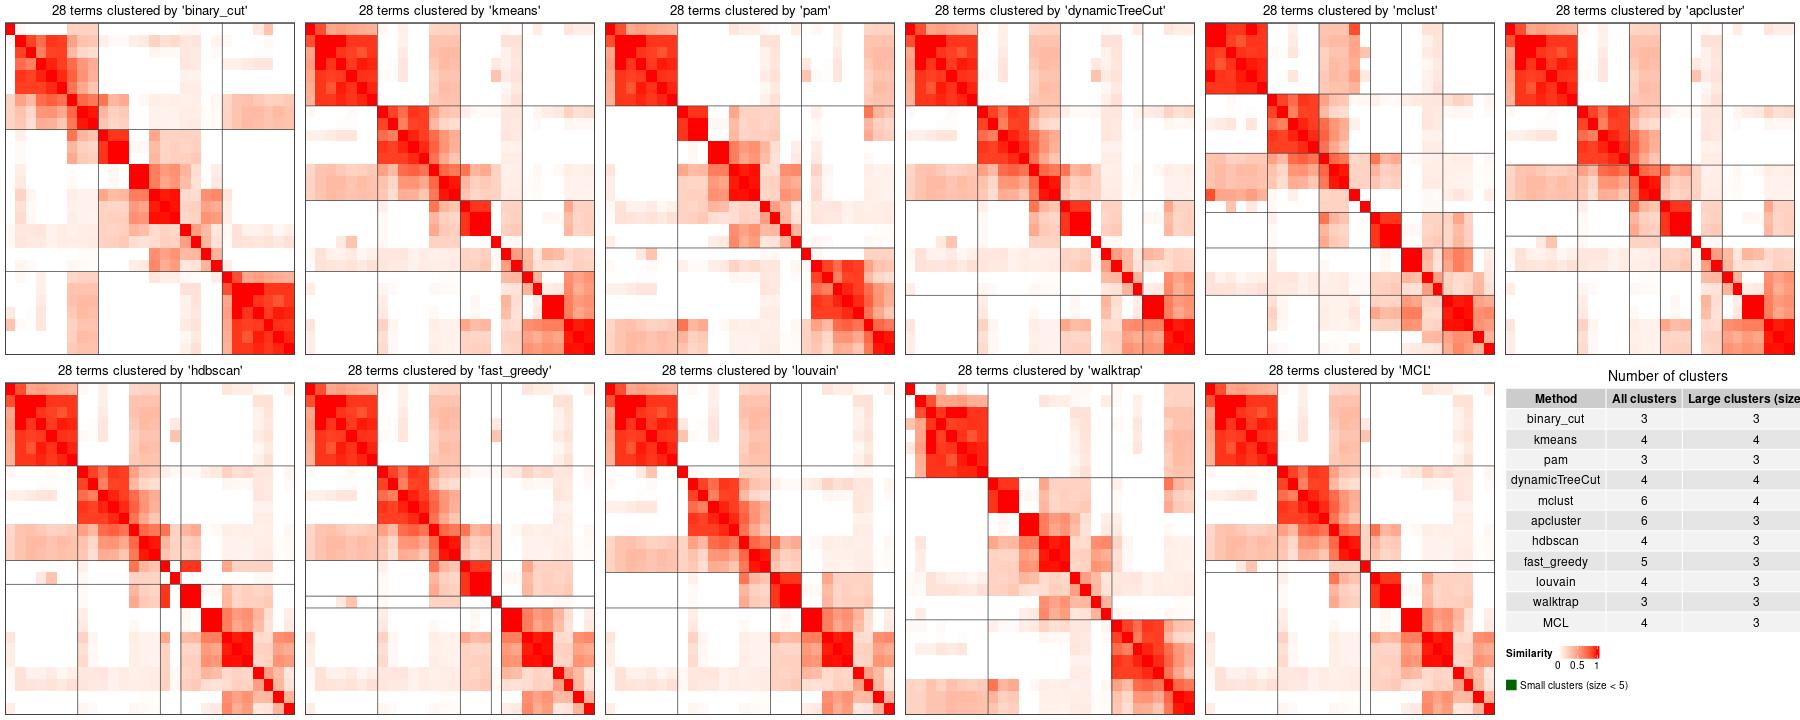 28 terms clustered by 'binary_cut'
28 terms clustered by 'kmeans'
28 terms clustered by 'pam'
28 terms clustered by 'dynamicTreeCut'
28 terms clustered by 'mclust'
28 terms clustered by 'apcluster'
28 terms clustered by 'hdbscan'
28 terms clustered by 'fast_greedy'
28 terms clustered by 'louvain'
28 terms clustered by 'walktrap'
28 terms clustered by 'MCL'
Number of clusters
Method All clusters Large clusters (size
binary_cut 3 3
kmeans 4 4
pam 3 3
dynamicTreeCut 4 4
mclust 6 4
apcluster 6 3
hdbscan 4 3
fast_greedy 5 3
louvain 4 3
walktrap 3 3
MCL 4 3
Similarity
0 0.5 1
Small clusters (size < 5)